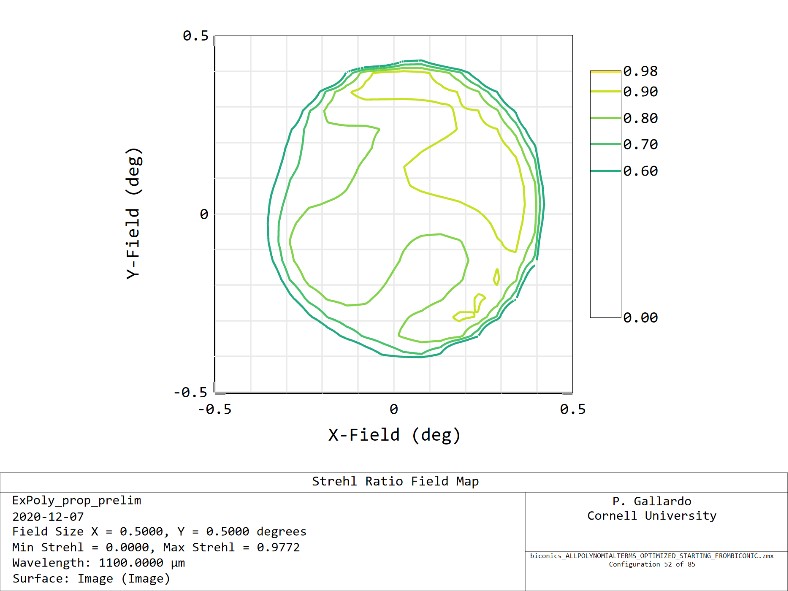 0.5
0
-0.5
Y-Field (deg)
-0.5 0 0.5
X-Field (deg)
0.98
0.90
0.80
0.70
0.60
0.00
Strehl Ratio Field Map
ExPoly_prop_prelim
2020-12-07
Field Size X = 0.5000, Y = 0.5000 degrees
Min Strehl = 0.0000, Max Strehl = 0.9772
Wavelength: 1100.0000 µm
Surface: Image (Image)
P. Gallardo
Cornell University
biconics_ALLPOLYNOMIALTERMS_OPTIMIZED_STARTING_FROMBICONIC.zmx
Configuration 52 of 85